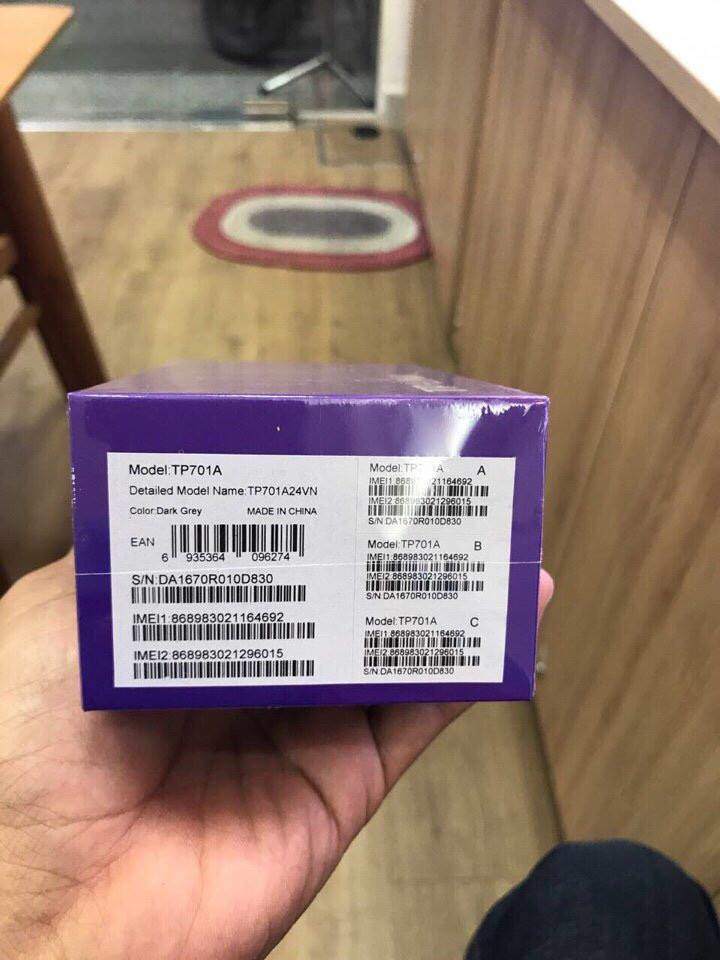 Model:TP701A
Detailed Model Name:TP701A24VN
Color:Dark Grey MADE IN CHINA
EAN
6 935364 096274
S/N:DA1670R010D830
IMEI1:868983021164692
IMEI2:868983021296015
A
IMEI2:868983021296015
S/N:DA1670R010D830
Model:TP701A B
IMEI1:868983021164692
IMEI2:868983021296015
S/N:DA1670R010D830
Model:TP701A C
IMEI1:868983021164692
IMEI2:868983021296015
S/N:DA1670R010D830